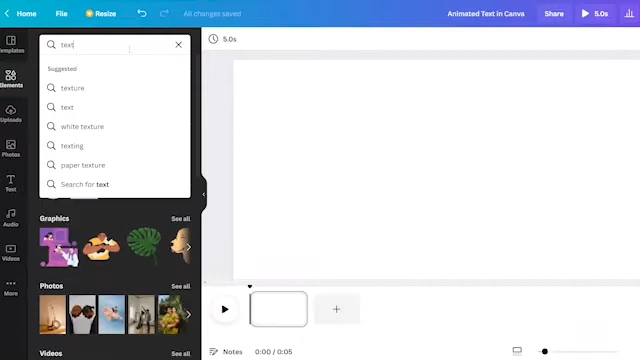 Home
File
Resize
All changes saved
Animated Text in Canva
Share
5.0s
Templates
Elements
Uploads
Photos
Text
Audio
Videos
More
text
Suggested
texture
text
white texture
texting
paper texture
Search for text
Graphics
See all
Photos
See all
Videos
See all
5.0s
Notes
0:00 / 0:05